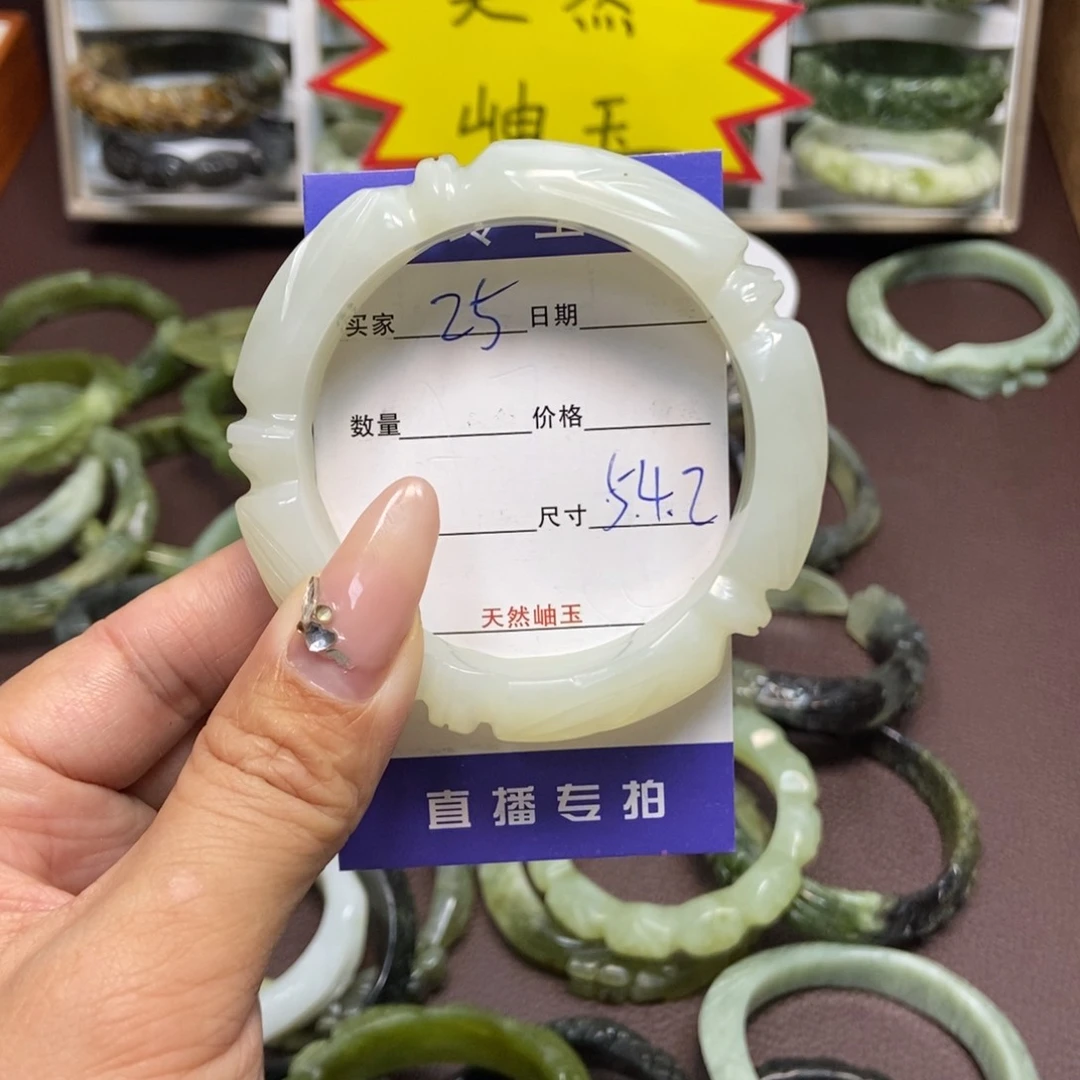 天然
岫玉
买家 25 日期
数量 价格
尺寸 54.2
天然岫玉
直播专拍